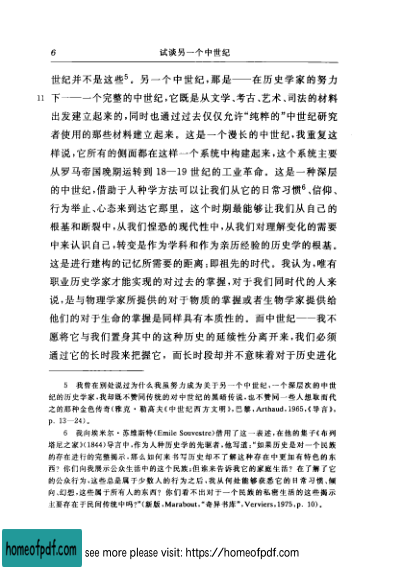 6 试谈另一个中世纪
世纪并不是这些5。另一个中世纪,那是——在历史学家的努力
11 下——一个完整的中世纪,它既是从文学、考古、艺术、司法的材料
出发建立起来的,同时也通过过去仅仅允许“纯粹的”中世纪研究
者使用的那些材料建立起来。这是一个漫长的中世纪,我重复这
样说,它所有的侧面都在这样一个系统中构建起来,这个系统主要
从罗马帝国晚期运转到 18—19 世纪的工业革命。这是一种深层
的中世纪,借助于人种学方法可以让我们从它的日常习惯6、信仰、
行为举止、心态来到达它那里。这个时期最能够让我们从自己的
根基和断裂中,从我们惶恐的现代性中,从我们对理解变化的需要
中来认识自己,转变是作为学科和作为亲历经验的历史学的根基。
这是进行建构的记忆所需要的距离:即祖先的时代。我认为,唯有
职业历史学家才能实现的对过去的掌握,对于我们同时代的人来
说,是与物理学家所提供的对于物质的掌握或者生物学家提供给
他们的对于生命的掌握是同样具有本质性的。而中世纪——我不
愿将它与我们置身其中的这种历史的延续性分离开来,我们必须
通过它的长时段来把握它,而长时段却并不意味着对于历史进化
5 我曾在别处说过为什么我虽努力成为关于另一个中世纪,一个深层次的中世
纪的历史学家,我却既不赞同传统的对中世纪的黑暗传说,也不赞同一些人想取而代
之的那种金色传奇(雅克·勒高夫《中世纪西方文明》,巴黎,Arthaud,1965,《导言》,
p. 13—24)。
6 我向埃米尔·苏维斯特(Emile Souvestre)借用了这一表述,在他的集子《布列
塔尼之家》(1844)导言中,作为人种历史学的先驱者,他写道:“如果历史是对一个民族
的存在进行的完整揭示,那么如何来书写历史却不了解这种存在中更加有特色的东
西?你们向我展示公众生活中的这个民族;但谁来告诉我它的家庭生活?在了解了它
的公众行为,这些总是属于少数人的行为之后,我从何处能够获悉它的日常习惯、倾
向、幻想,这些属于所有人的东西?你们看不出对于一个民族的私密生活的这些揭示
主要存在于民间传统中吗?”(新版,Marabout,“奇异书库”,Verviers,1975,p. 10)。
homeofpdf.com see more please visit: https://homeofpdf.com